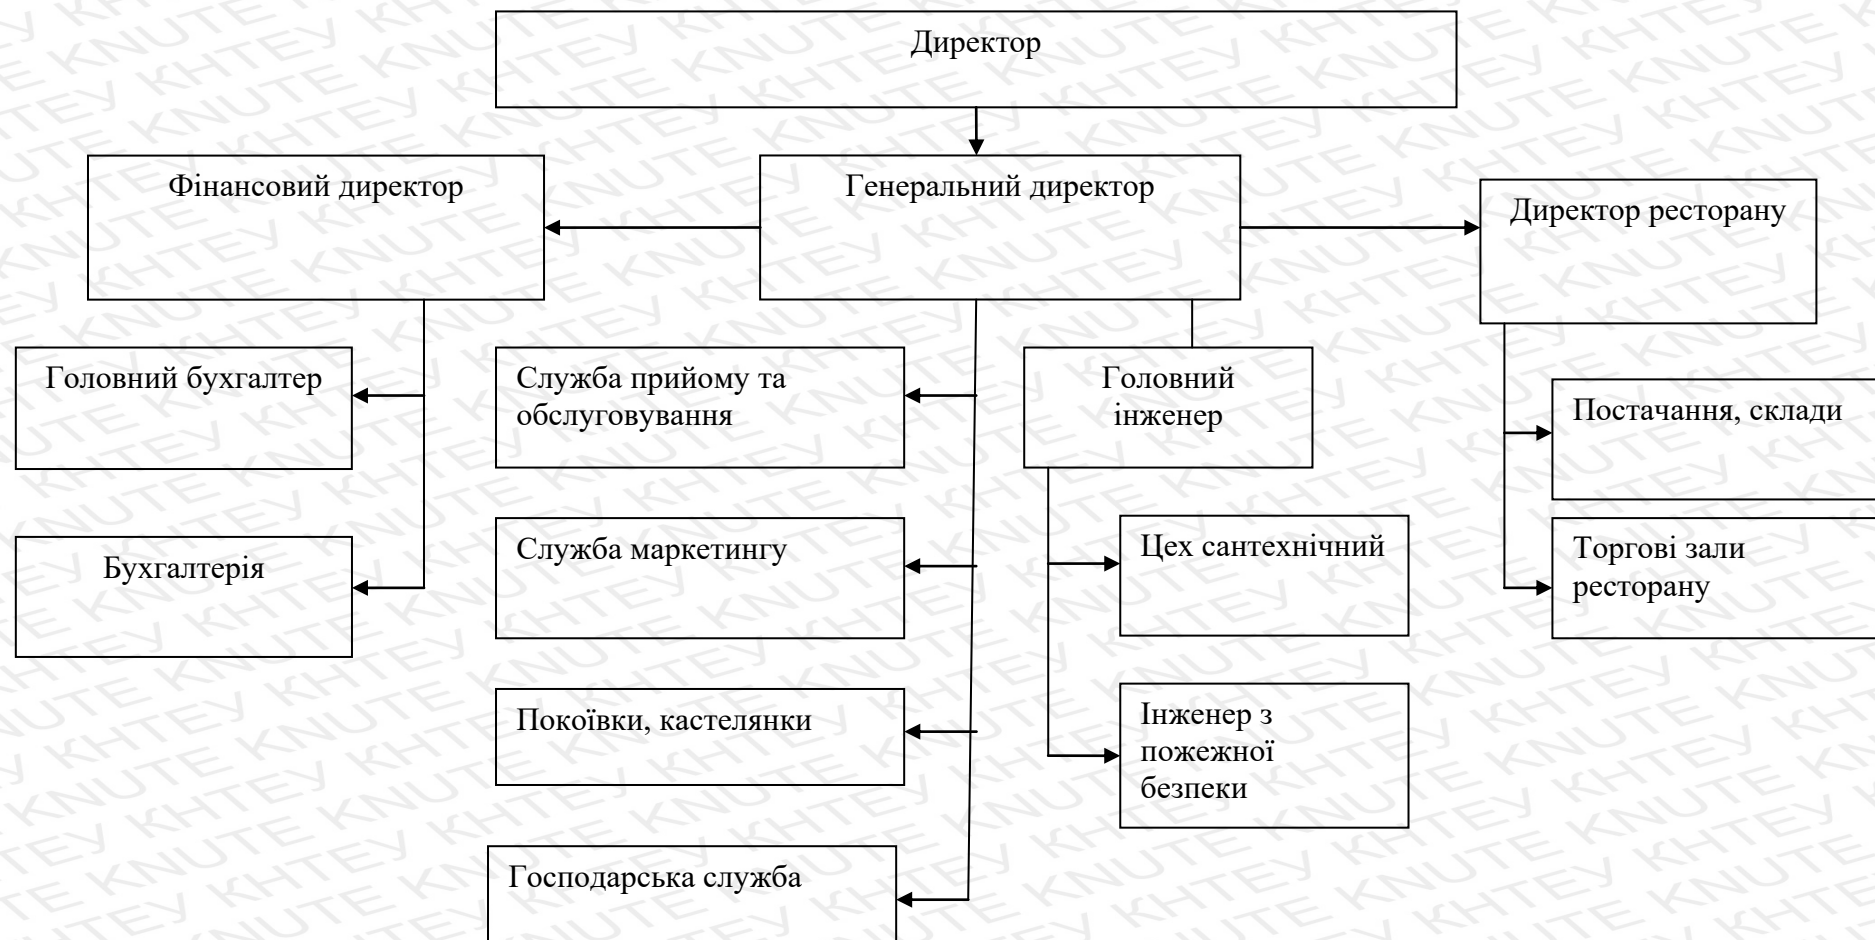 Директор
Фінансовий директор
Генеральний директор
Директор ресторану
Головний бухгалтер
Служба прийому та
обслуговування
Головний
інженер
Постачання, склади
Бухгалтерія
Служба маркетингу
Цех сантехнічний
Торгові зали
ресторану
Покоївки, кастелянки
Інженер з
пожежної
безпеки
Господарська служба